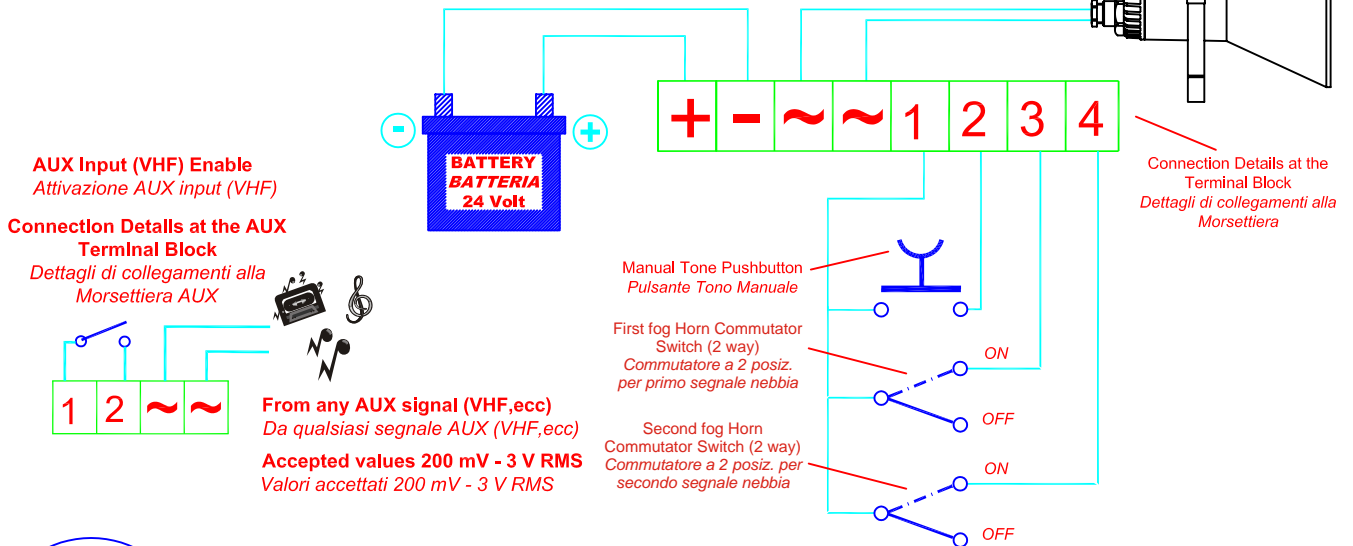 + - ~ ~ 1 2 3 4
- +
BATTERY
BATTERIA
24 Volt
Connection Details at the
Terminal Block
Dettagli di collegamenti alla
Morsettiera
AUX Input (VHF) Enable
Attivazione AUX input (VHF)
Connection Details at the AUX
Terminal Block
Dettagli di collegamenti alla
Morsettiera AUX
1 2 ~ ~
From any AUX signal (VHF,ecc)
Da qualsiasi segnale AUX (VHF,ecc)
Accepted values 200 mV - 3 V RMS
Valori accettati 200 mV - 3 V RMS
Manual Tone Pushbutton
Pulsante Tono Manuale
First fog Horn Commutator
Switch (2 way)
Commutatore a 2 posiz.
per primo segnale nebbia
ON
OFF
Second fog Horn
Commutator Switch (2 way)
Commutatore a 2 posiz. per
secondo segnale nebbia
ON
OFF